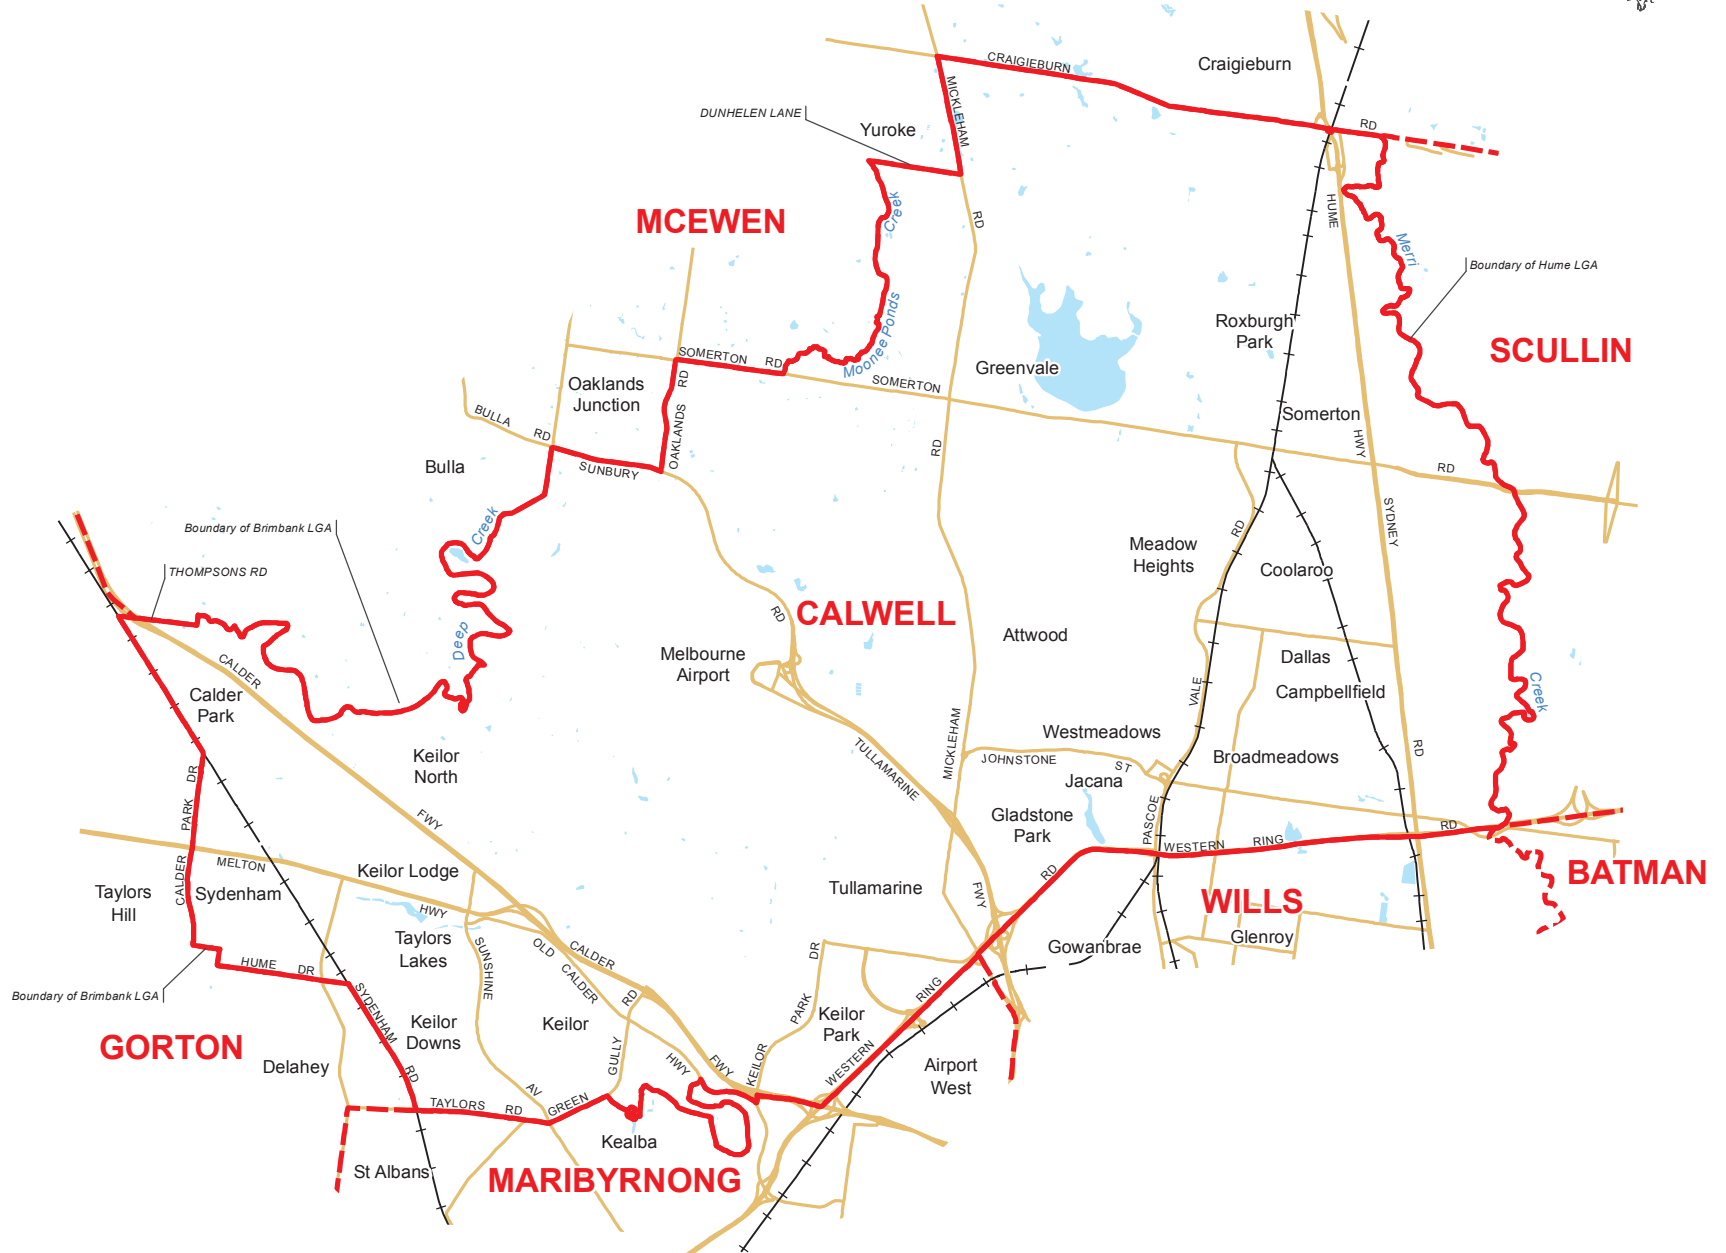 CRAIGIEBURN
RD
Craigieburn
MICKLEHAM
DUNHELEN LANE
Yuroke
Creek
MCEWEN
RD
HUME
Merri
Boundary of Hume LGA
Moonee Ponds
Roxburgh
Park
SCULLIN
SOMERTON RD
SOMERTON
Greenvale
Oaklands
Junction
RD
OAKLANDS
Somerton
BULLA
RD
SUNBURY
RD
HWY
RD
Bulla
SYDNEY
Creek
Boundary of Brimbank LGA
RD
Meadow
Heights
Coolaroo
THOMPSONS RD
RD
CALWELL
Attwood
Deep
Melbourne
Airport
Dallas
CALDER
Calder
Park
VALE
Campbellfield
Creek
Westmeadows
MICKLEHAM
JOHNSTONE
ST
Broadmeadows
RD
Keilor
North
TULLAMARINE
Jacana
DR
PARK
FWY
Gladstone
Park
PASCOE
WESTERN
RING
RD
MELTON
Keilor Lodge
CALDER
Taylors
Hill
Sydenham
Tullamarine
RD
BATMAN
HWY
FWY
WILLS
Taylors
Lakes
SUNSHINE
OLD
CALDER
CALDER
DR
Gowanbrae
Glenroy
HUME DR
Boundary of Brimbank LGA
SYDENHAM
RD
RD
PARK
RING
Keilor
Downs
Keilor
Keilor
Park
GORTON
Delahey
GULLY
HWY
FWY
KEILOR
WESTERN
Airport
West
AV
TAYLORS RD
GREEN
Kealba
St Albans
MARIBYRNONG